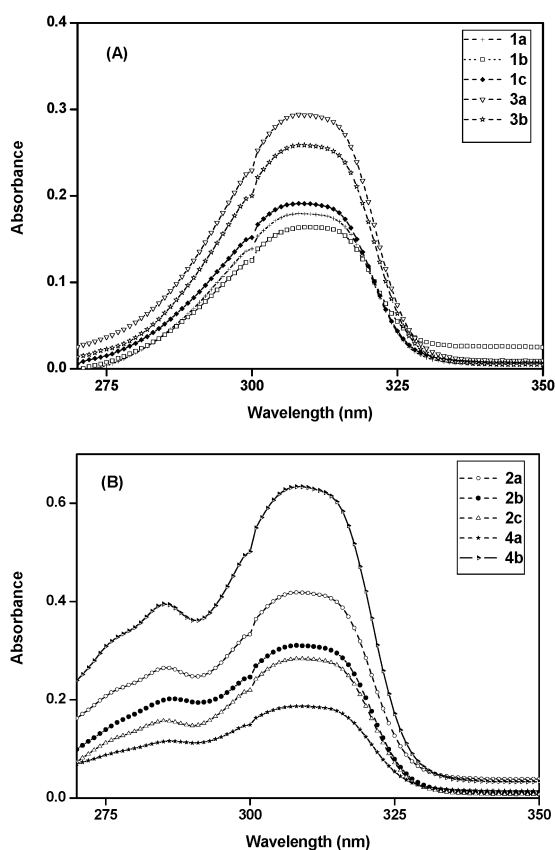 (A)
1a
1b
1c
3a
3b
Absorbance
0.4
0.3
0.2
0.1
0.0
275
300
325
350
Wavelength (nm)
(B)
2a
2b
2c
4a
4b
Absorbance
0.6
0.4
0.2
0.0
275
300
325
350
Wavelength (nm)